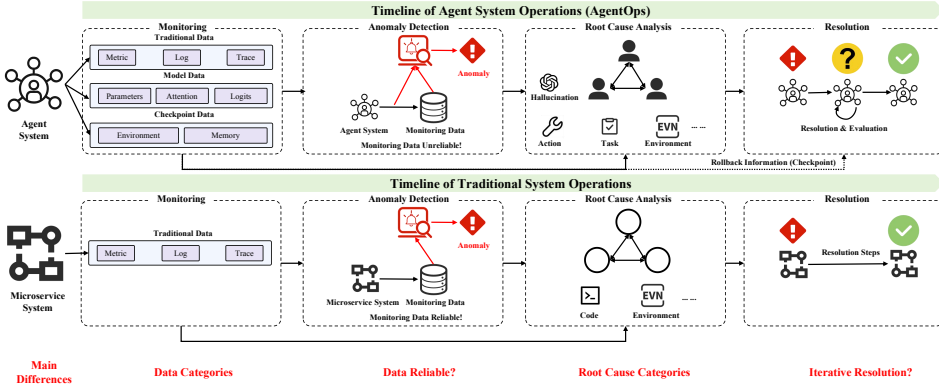 Timeline of Agent System Operations (AgentOps)
Monitoring
Traditional Data
Metric
Log
Trace
Model Data
Parameters
Attention
Logits
Checkpoint Data
Environment
Memory
Agent
System
Anomaly Detection
Anomaly
Agent System
Monitoring Data
Monitoring Data Unreliable!
Root Cause Analysis
Hallucination
Action
Task
EVN
Environment
... ...
Resolution
?
Resolution & Evaluation
Rollback Information (Checkpoint)
Timeline of Traditional System Operations
Monitoring
Traditional Data
Metric
Log
Trace
Microservice
System
Anomaly Detection
Anomaly
Microservice System
Monitoring Data
Monitoring Data Reliable!
Root Cause Analysis
Code
EVN
Environment
... ...
Resolution
Resolution Steps
Main
Differences
Data Categories
Data Reliable?
Root Cause Categories
Iterative Resolution?